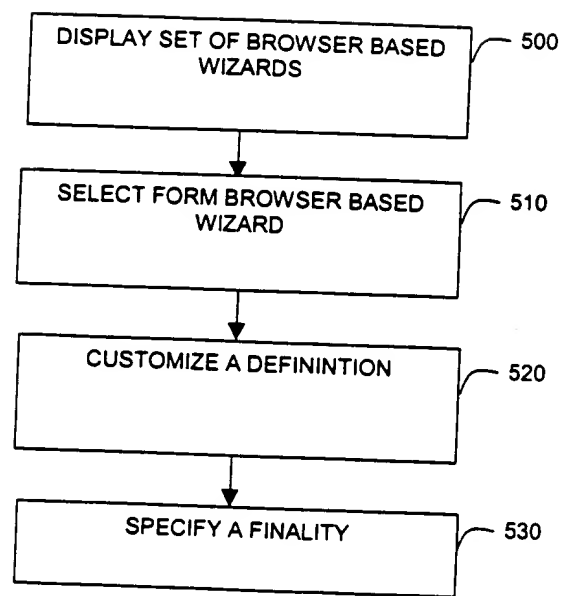 DISPLAY SET OF BROWSER BASED
WIZARDS
500
SELECT FORM BROWSER BASED
WIZARD
510
CUSTOMIZE A DEFININTION
520
SPECIFY A FINALITY
530